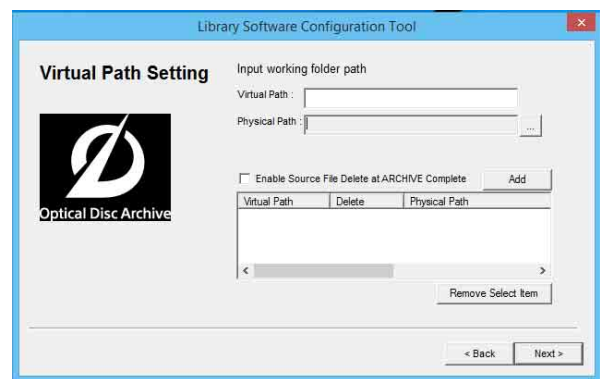 Library Software Configuration Tool
Virtual Path Setting
Optical Disc Archive
Input working folder path
Virtual Path :
Physical Path :
...
Enable Source File Delete at ARCHIVE Complete
Add
Virtual Path Delete Physical Path
Remove Select Item
< Back Next >